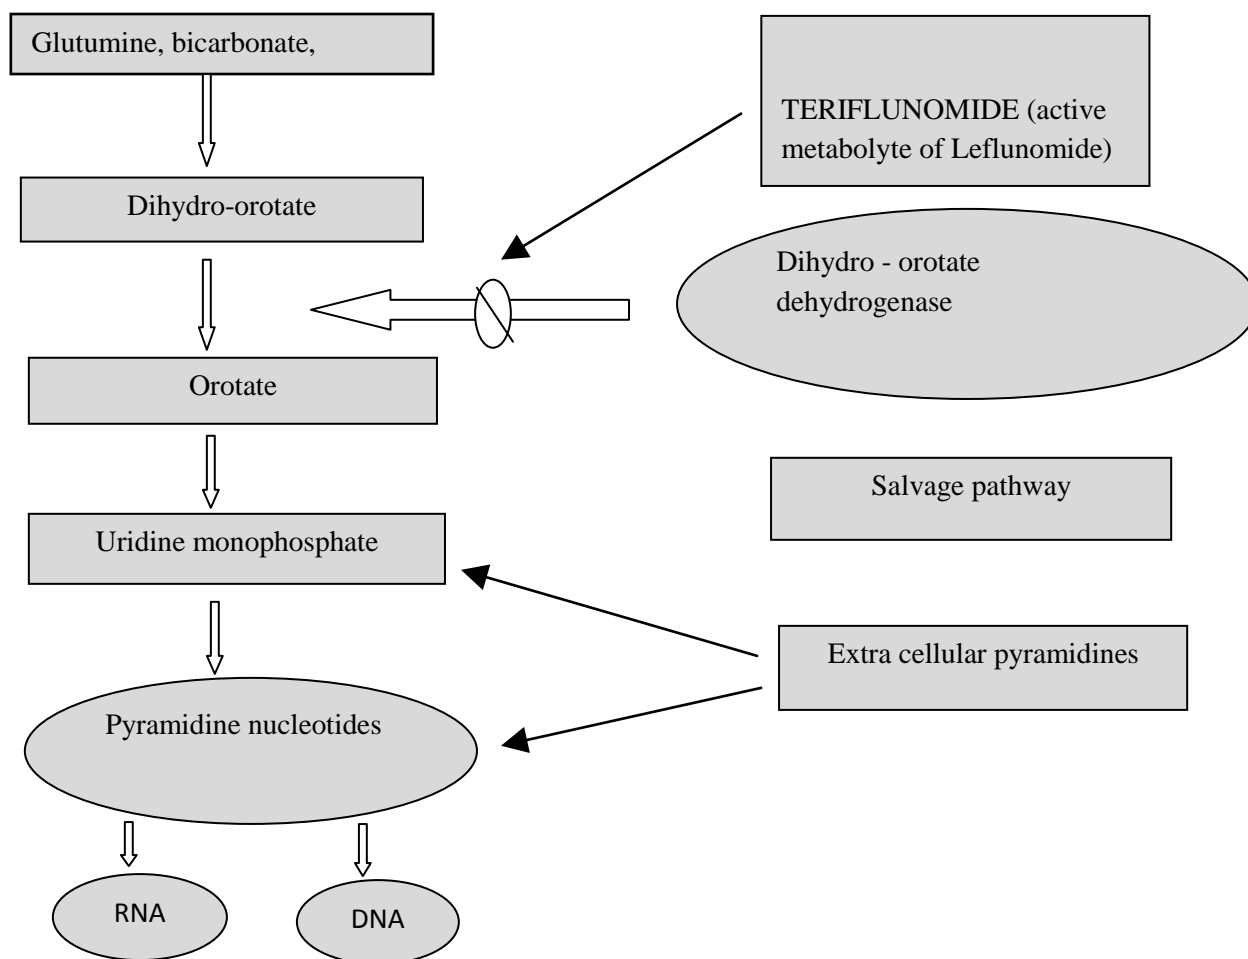 Glutumine, bicarbonate,
TERIFLUNOMIDE (active
metabolyte of Leflunomide)
Dihydro-orotate
Dihydro - orotate
dehydrogenase
Orotate
Salvage pathway
Uridine monophosphate
Extra cellular pyramidines
Pyramidine nucleotides
RNA
DNA